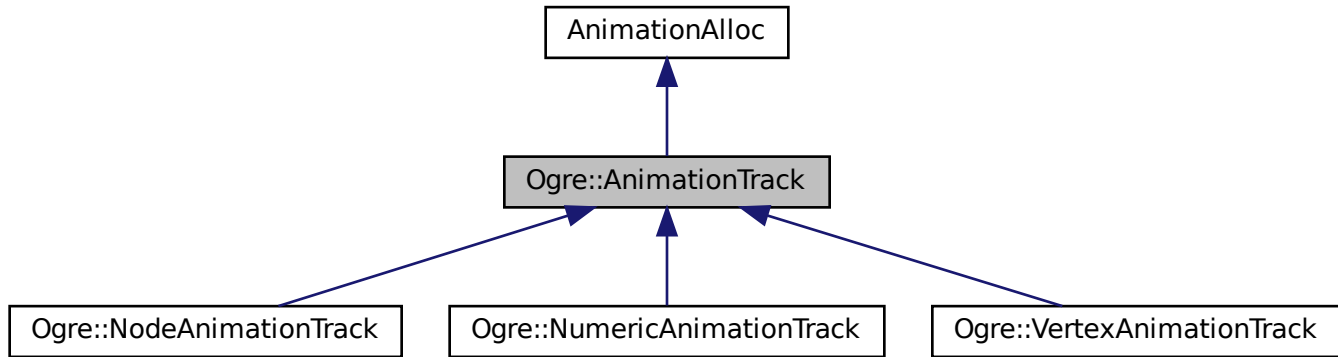 AnimationAlloc
Ogre::AnimationTrack
Ogre::NodeAnimationTrack
Ogre::NumericAnimationTrack
Ogre::VertexAnimationTrack